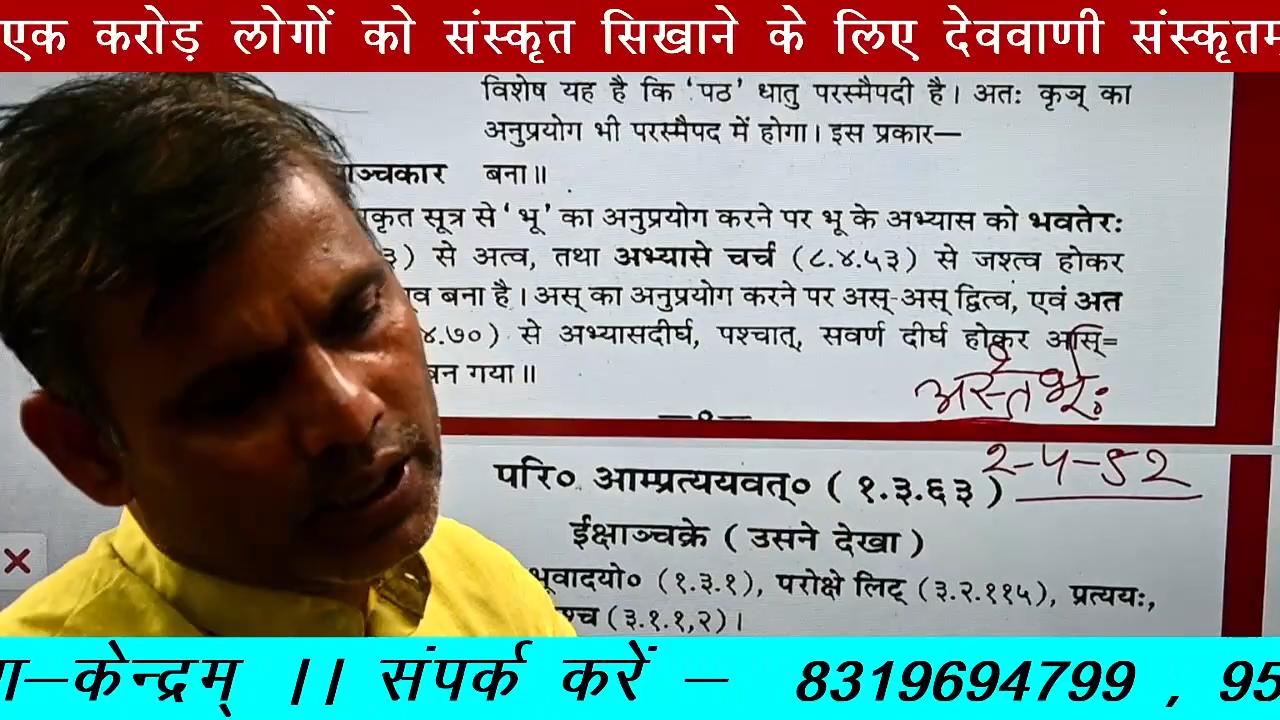 एक करोड़ लोगों को संस्कृत सिखाने के लिए देववाणी संस्कृतम
विशेष यह है कि 'पठ' धातु परस्मैपदी है। अतः कृञ् का
अनुप्रयोग भी परस्मैपद में होगा। इस प्रकार—
ाञ्चकार बना॥
कृत सूत्र से 'भू' का अनुप्रयोग करने पर भू के अभ्यास को भवतेरः
३) से अत्व, तथा अभ्यासे चर्च (८.४.५३) से जश्त्व होकर
व बना है। अस् का अनुप्रयोग करने पर अस्-अस् द्वित्व, एवं अत
४.७०) से अभ्यासदीर्घ, पश्चात्, सवर्ण दीर्घ होकर आस्=
बन गया॥
अस्तेर्भूः
2-4-52
परि० आम्प्रत्ययवत्० (१.३.६३)
ईक्षाञ्चक्रे (उसने देखा)
भूवादयो० (१.३.१), परोक्षे लिट् (३.२.११५), प्रत्ययः,
श्च (३.१.१,२)।
ण–केन्द्रम् ।। संपर्क करें – 8319694799 , 95